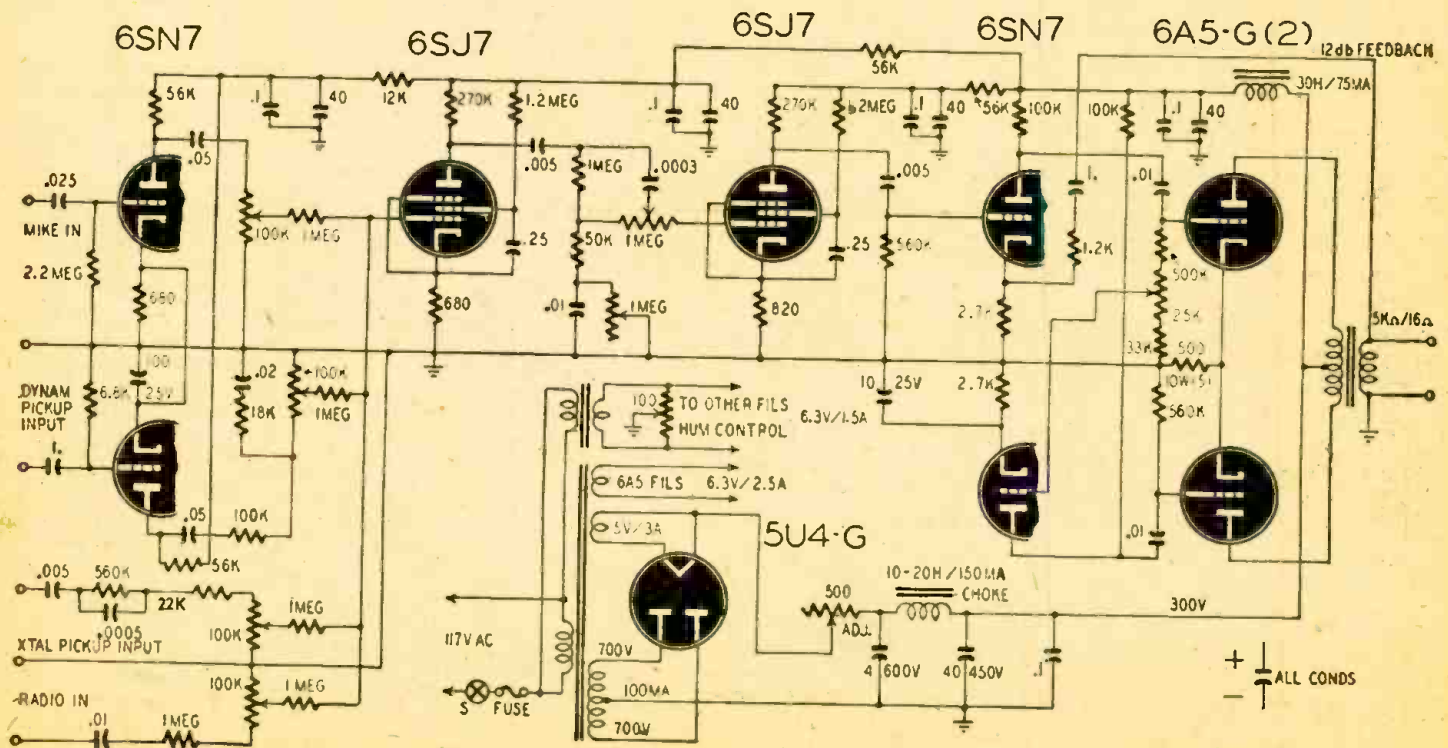 6SN7
6SJ7
6SJ7
6SN7
6A5-G(2)
12db FEEDBACK
56K
30H/75MA
56K
.1
40
12K
270K
1.2MEG
.1
40
270K
.1
40
56K
100K
100K
.1
40
.05
.005
1MEG
.0003
.005
.01
.025
MIKE IN
100K
1MEG
.25
50K
1MEG
.25
560K
1.
1.2K
500K
2.2MEG
680
680
.01
1MEG
820
2.7K
25K
33K
500
5KΩ/16Ω
100
25V
.02
100K
10
25V
2.7K
10W(5)
560K
DYNAM
PICKUP
INPUT
6.8K
18K
1MEG
100
TO OTHER FILS
HUM CONTROL
6.3V/1.5A
1.
6A5 FILS
6.3V/2.5A
.05
100K
5V/3A
5U4-G
.01
56K
.005
560K
22K
.0005
1MEG
100K
10-20H/150MA
CHOKE
500
ADJ.
300V
XTAL PICKUP INPUT
117V AC
700V
4
600V
40
450V
.1
+
−
ALL CONDS
RADIO IN
100K
1MEG
100MA
.01
1MEG
S
FUSE
700V